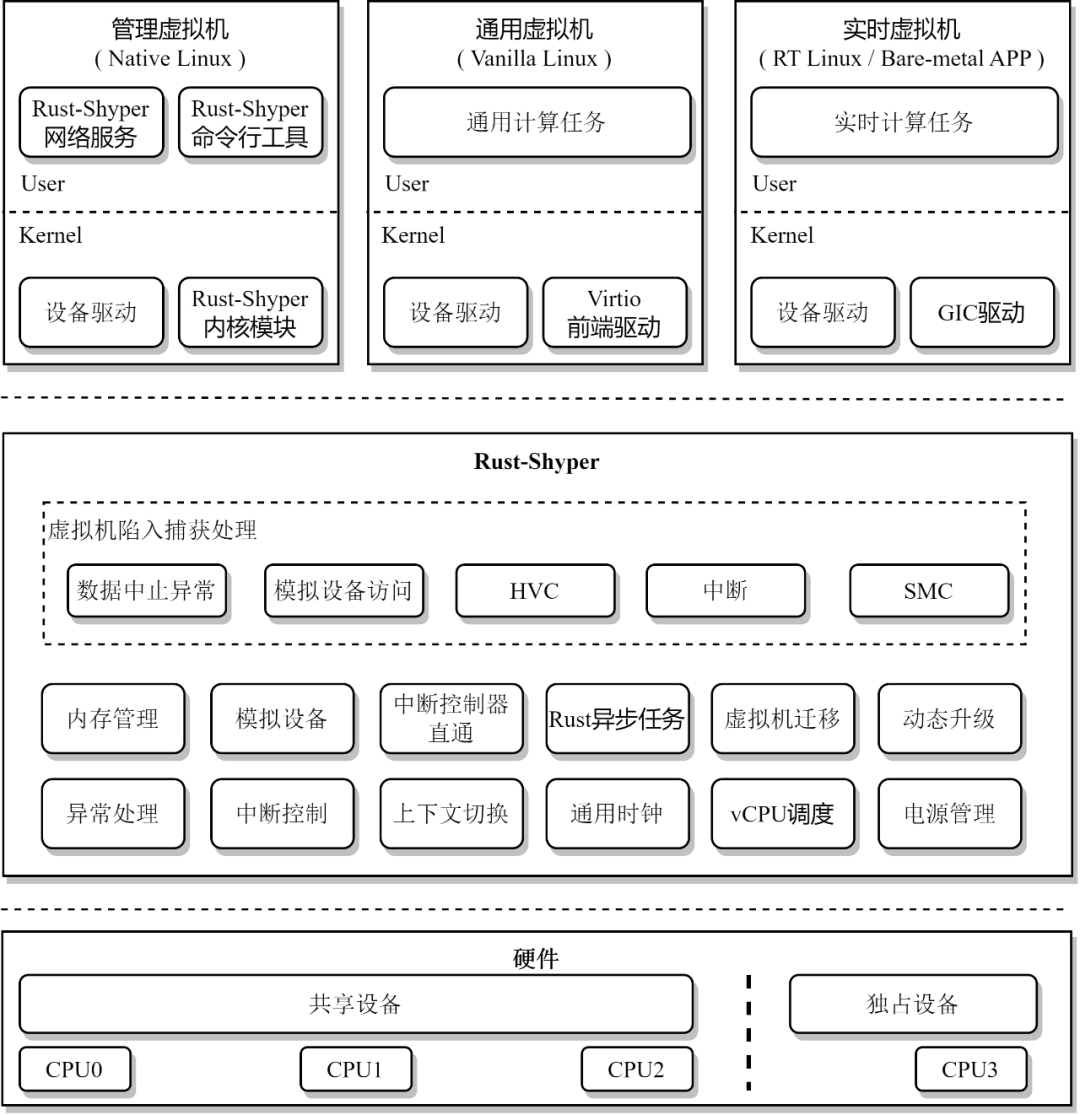 管理虚拟机
( Native Linux )
Rust-Shyper
网络服务
Rust-Shyper
命令行工具
User
Kernel
设备驱动
Rust-Shyper
内核模块
通用虚拟机
( Vanilla Linux )
通用计算任务
User
Kernel
设备驱动
Virtio
前端驱动
实时虚拟机
( RT Linux / Bare-metal APP )
实时计算任务
User
Kernel
设备驱动
GIC驱动
Rust-Shyper
虚拟机陷入捕获处理
数据中止异常
模拟设备访问
HVC
中断
SMC
内存管理
模拟设备
中断控制器
直通
Rust异步任务
虚拟机迁移
动态升级
异常处理
中断控制
上下文切换
通用时钟
vCPU调度
电源管理
硬件
共享设备
独占设备
CPU0
CPU1
CPU2
CPU3